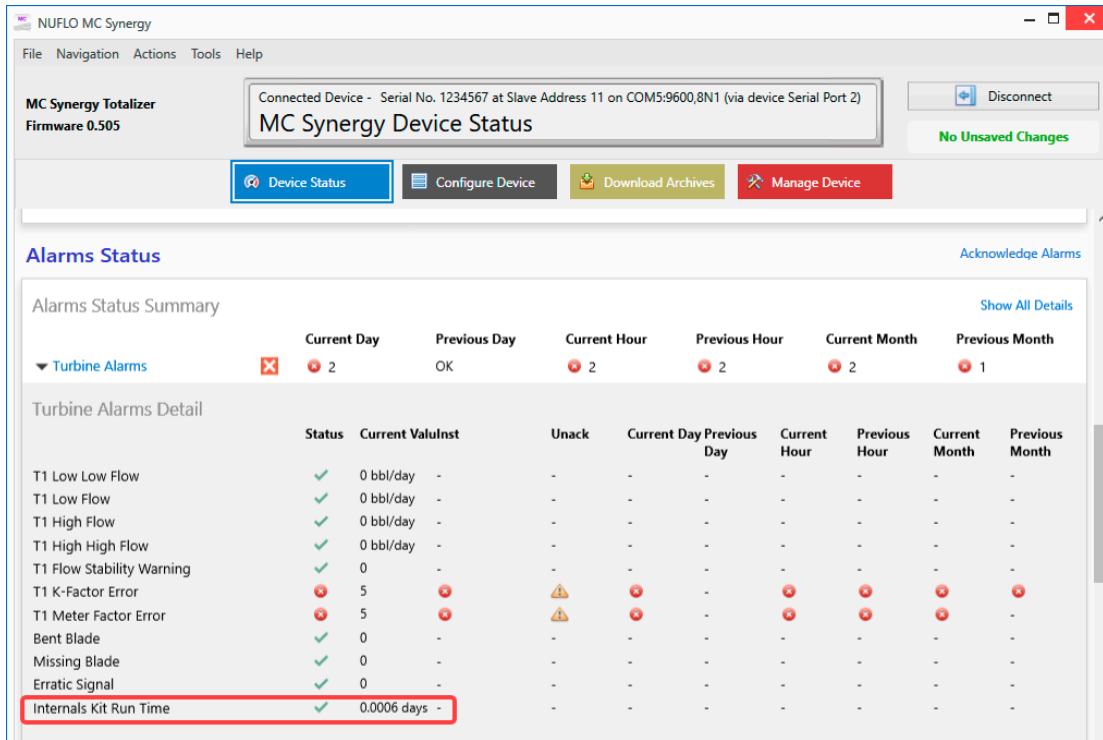 NUFLO MC Synergy
File Navigation Actions Tools Help
MC Synergy Totalizer
Firmware 0.505
Connected Device - Serial No. 1234567 at Slave Address 11 on COM5:9600,8N1 (via device Serial Port 2)
MC Synergy Device Status
Disconnect
No Unsaved Changes
Device Status Configure Device Download Archives Manage Device
Alarms Status Acknowledge Alarms
Alarms Status Summary Show All Details
Current Day Previous Day Current Hour Previous Hour Current Month Previous Month
Turbine Alarms 2 OK 2 2 2 1
Turbine Alarms Detail
Status Current ValuInst Unack Current Day Previous Day Current Hour Previous Hour Current Month Previous Month
T1 Low Low Flow 0 bbl/day - - - - - - - -
T1 Low Flow 0 bbl/day - - - - - - - -
T1 High Flow 0 bbl/day - - - - - - - -
T1 High High Flow 0 bbl/day - - - - - - - -
T1 Flow Stability Warning 0 - - - - - - - -
T1 K-Factor Error 5 -
T1 Meter Factor Error 5 - -
Bent Blade 0 - - - - - - - -
Missing Blade 0 - - - - - - - -
Erratic Signal 0 - - - - - - - -
Internals Kit Run Time 0.0006 days - - - - - - - -